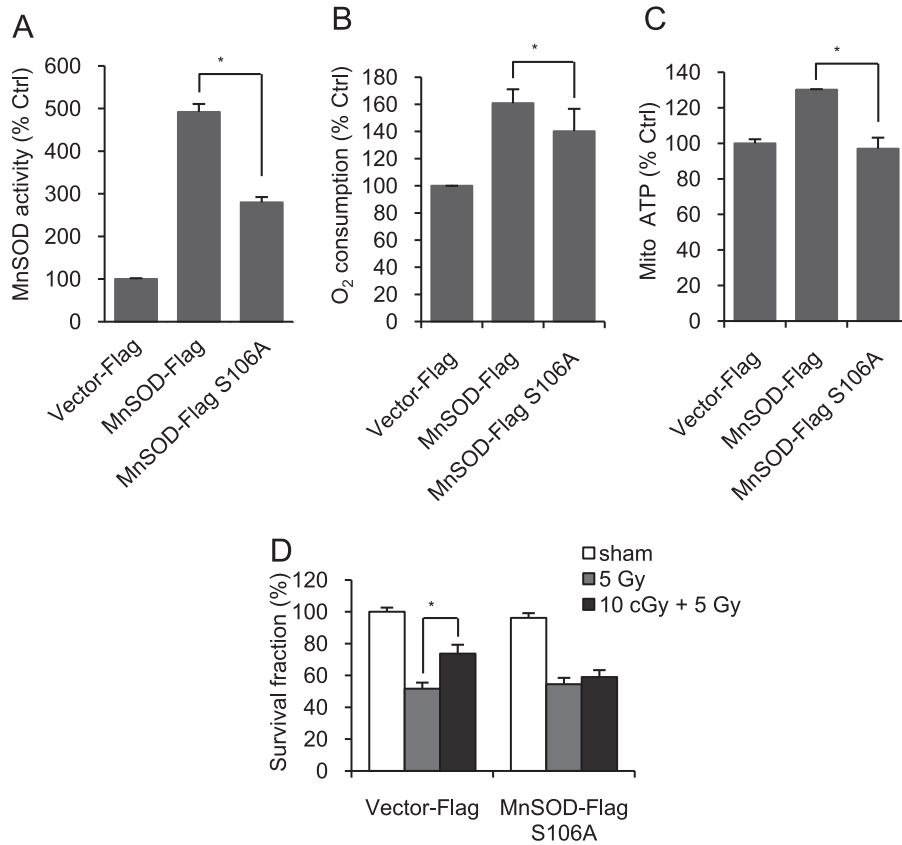 A
MnSOD activity (% Ctrl)
600
500
400
300
200
100
0
*
Vector-Flag
MnSOD-Flag
MnSOD-Flag S106A
B
O₂ consumption (% Ctrl)
180
160
140
120
100
80
60
40
20
0
*
Vector-Flag
MnSOD-Flag
MnSOD-Flag S106A
C
Mito ATP (% Ctrl)
140
120
100
80
60
40
20
0
*
Vector-Flag
MnSOD-Flag
MnSOD-Flag S106A
D
sham
5 Gy
10 cGy + 5 Gy
Survival fraction (%)
120
100
80
60
40
20
0
*
Vector-Flag
MnSOD-Flag
S106A